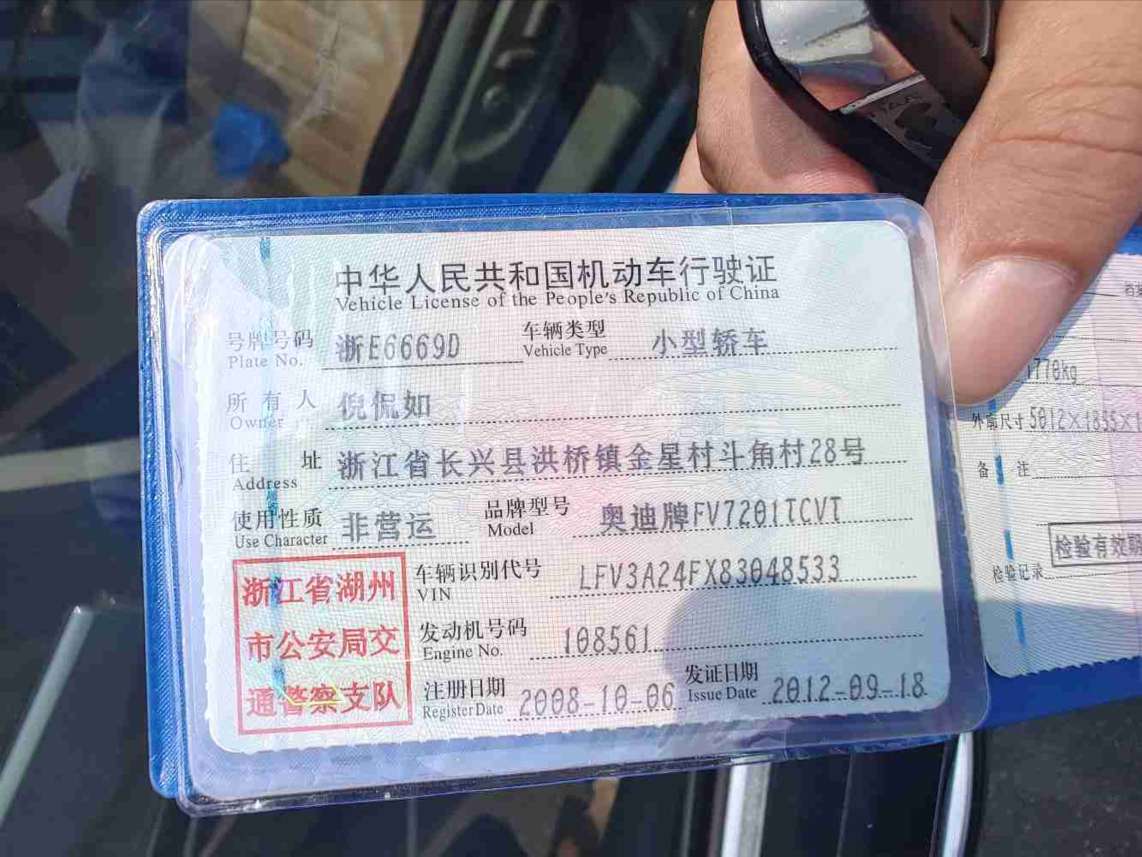 中华人民共和国机动车行驶证
Vehicle License of the People's Republic of China
号牌号码 浙E6669D 车辆类型 小型轿车
Plate No. Vehicle Type
所有人 倪侃如
Owner
住址 浙江省长兴县洪桥镇金星村斗角村28号
Address
使用性质 非营运 品牌型号 奥迪牌FV7201TCVT
Use Character Model
浙江省湖州
市公安局交
通警察支队
车辆识别代号 LFV3A24FX83048533
VIN
发动机号码 108561
Engine No.
注册日期 2008-10-06 发证日期 2012-09-18
Register Date Issue Date
1770kg
外廓尺寸 5012×1855×1
备注
检验有效期
检验记录